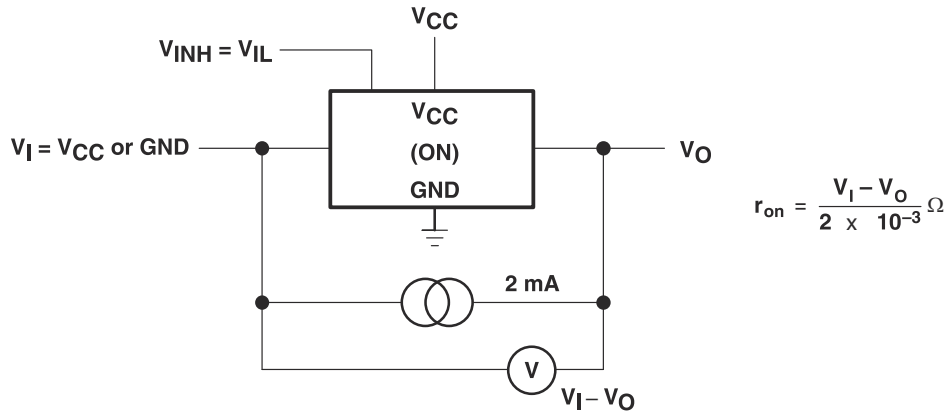 VCC
VINH = VIL
VCC
(ON)
GND
VI = VCC or GND
VO
ron = VI – VO / 2 x 10–3 Ω
2 mA
V
VI – VO